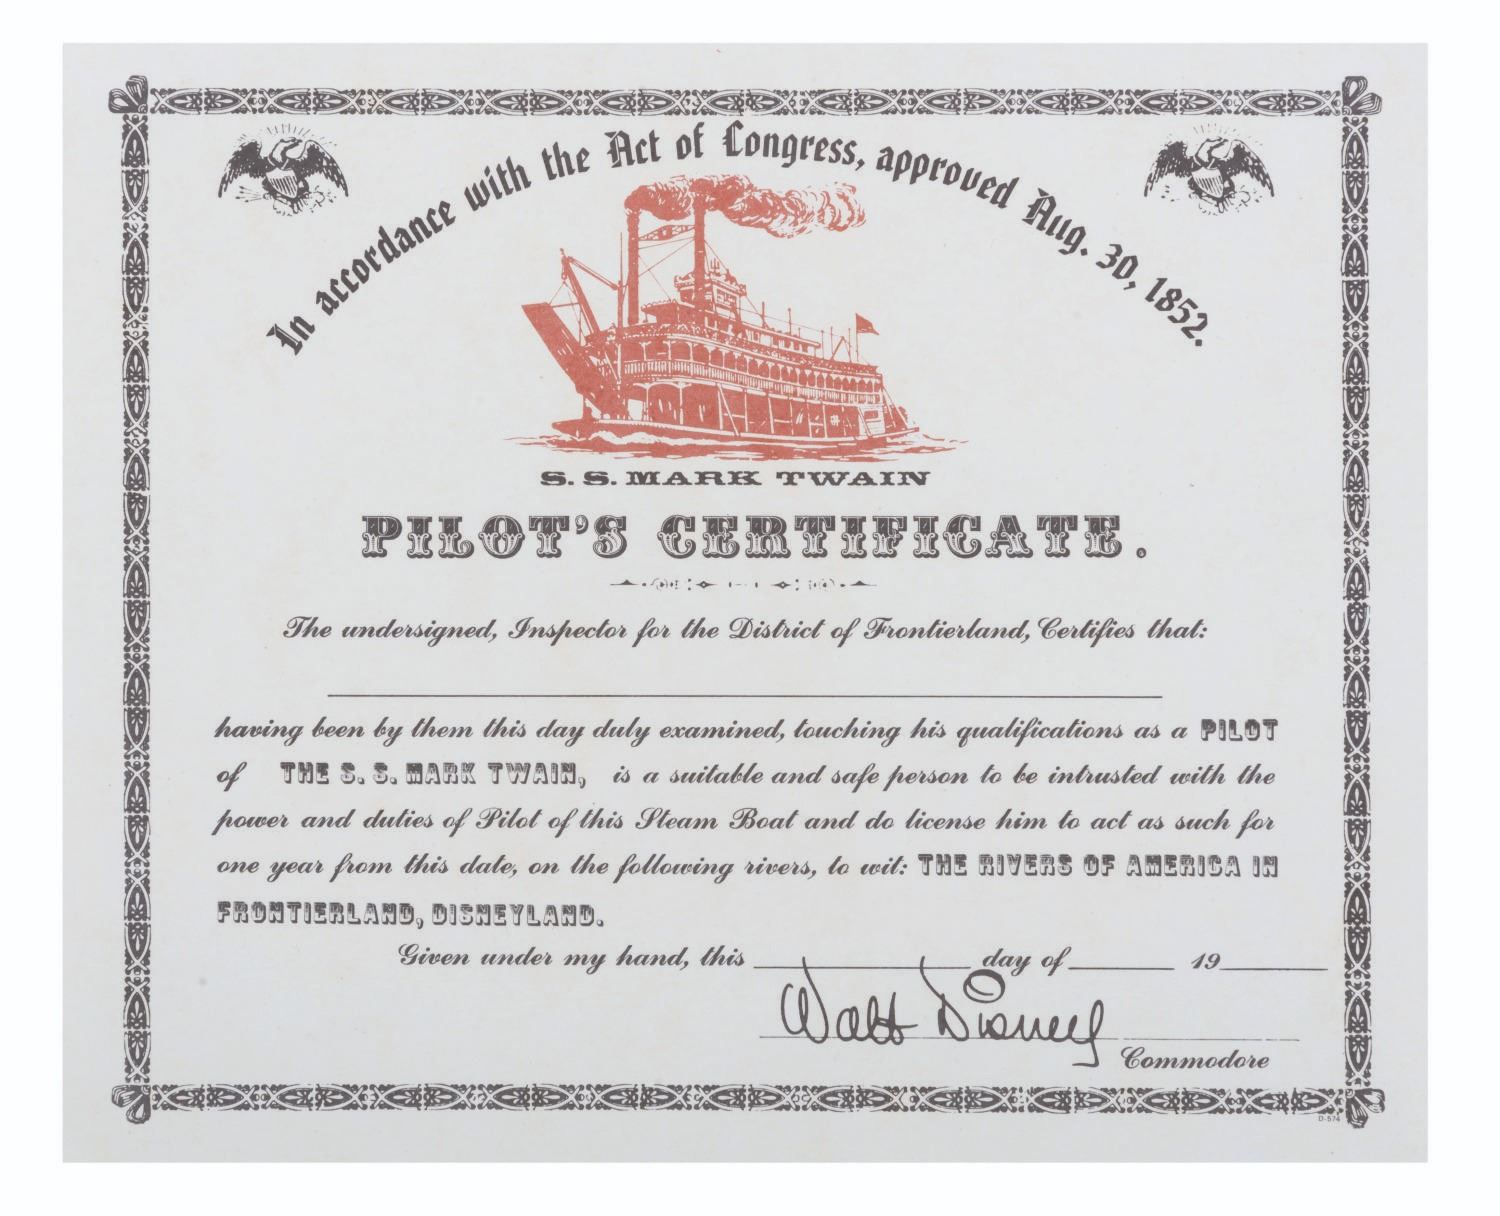 In accordance with the Act of Congress, approved Aug. 30, 1852.
S. S. MARK TWAIN
PILOT'S CERTIFICATE.
The undersigned, Inspector for the District of Frontierland, Certifies that:
having been by them this day duly examined, touching his qualifications as a PILOT
of THE S. S. MARK TWAIN, is a suitable and safe person to be intrusted with the
power and duties of Pilot of this Steam Boat and do license him to act as such for
one year from this date, on the following rivers, to wit: THE RIVERS OF AMERICA IN
FRONTIERLAND, DISNEYLAND.
Given under my hand, this day of 19
Walt Disney
Commodore
D-574